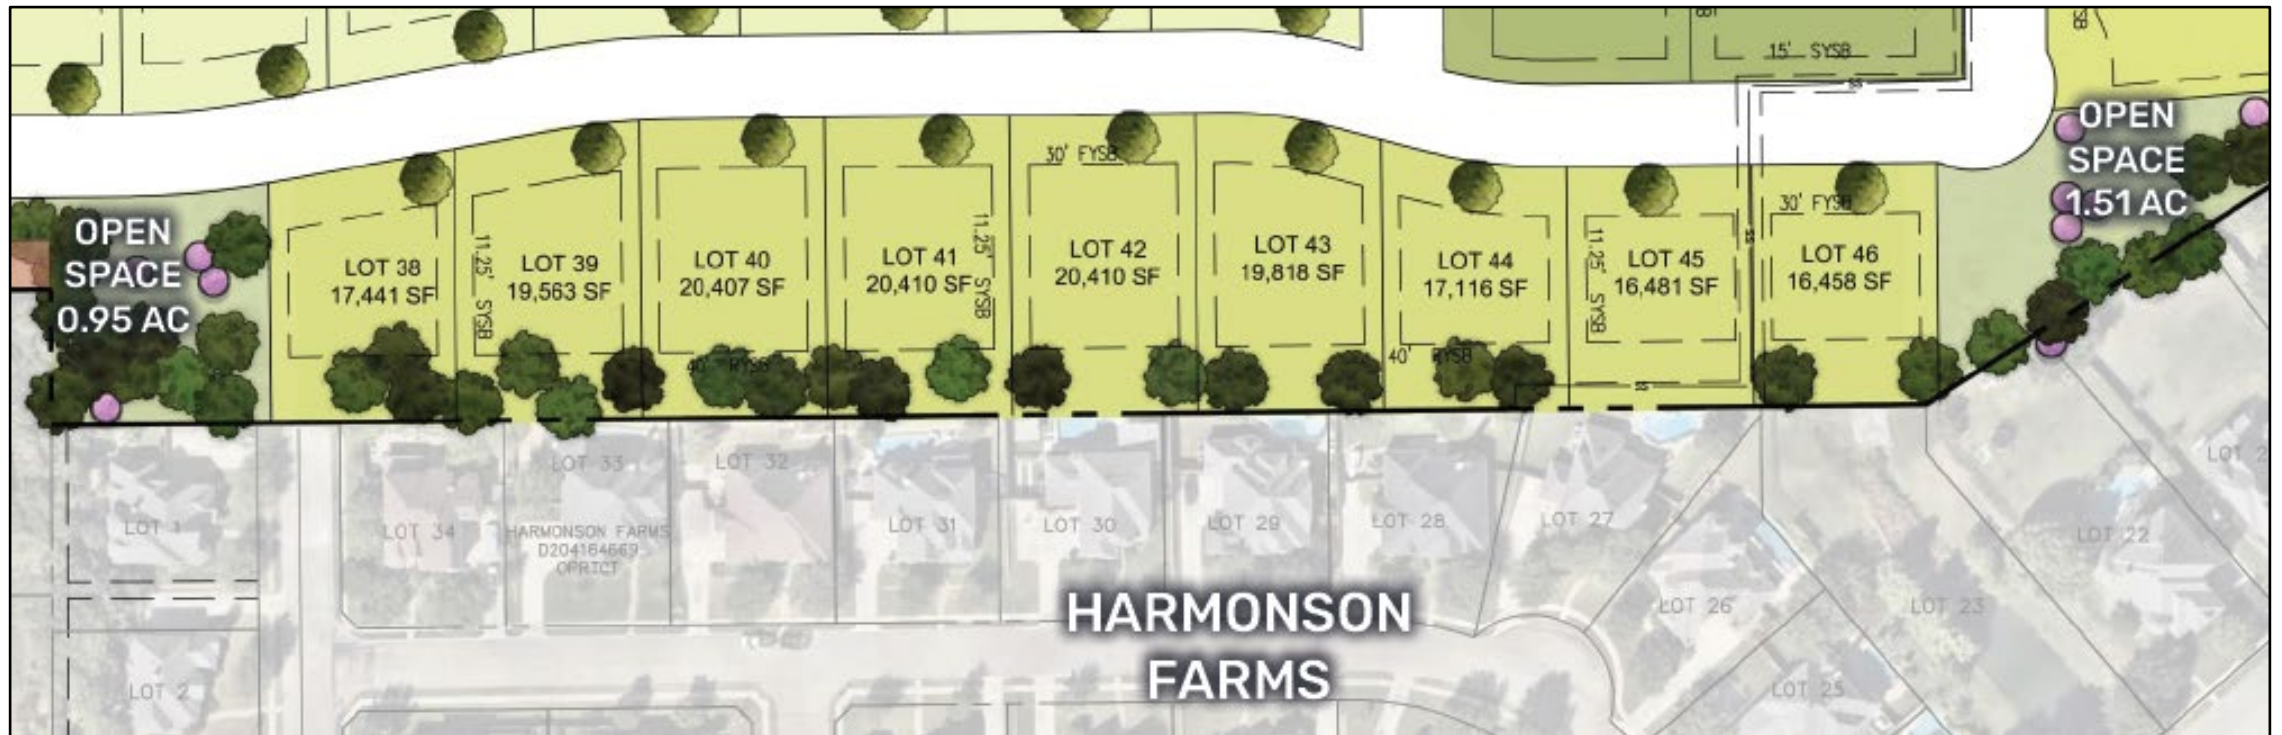 15' SYSB
SS
OPEN
SPACE
1.51 AC
OPEN
SPACE
0.95 AC
30' FYSB
30' FYSB
LOT 38
17,441 SF
11.25' SYSB
LOT 39
19,563 SF
LOT 40
20,407 SF
LOT 41
20,410 SF
11.25' SYSB
LOT 42
20,410 SF
LOT 43
19,818 SF
LOT 44
17,116 SF
11.25' SYSB
LOT 45
16,481 SF
SS
LOT 46
16,458 SF
40' RYSB
40' RYSB
SS
LOT 1
LOT 34
LOT 33
HARMONSON FARMS
D204164669
OPRTCT
LOT 32
LOT 31
LOT 30
LOT 29
LOT 28
LOT 27
LOT 26
LOT 23
LOT 22
LOT 25
LOT 2
HARMONSON
FARMS